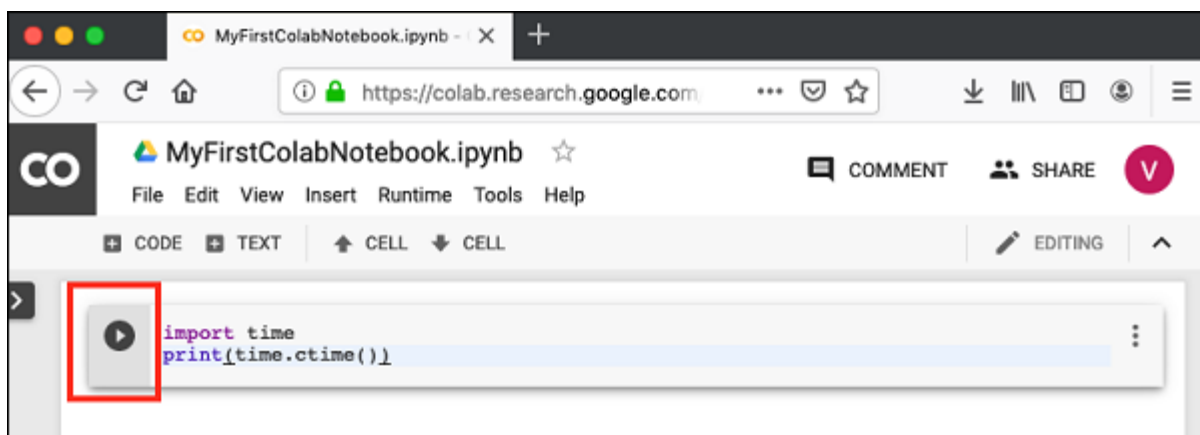 CO MyFirstColabNotebook.ipynb -
https://colab.research.google.com
CO
MyFirstColabNotebook.ipynb
COMMENT SHARE V
File Edit View Insert Runtime Tools Help
CODE TEXT CELL CELL EDITING
import time
print(time.ctime())